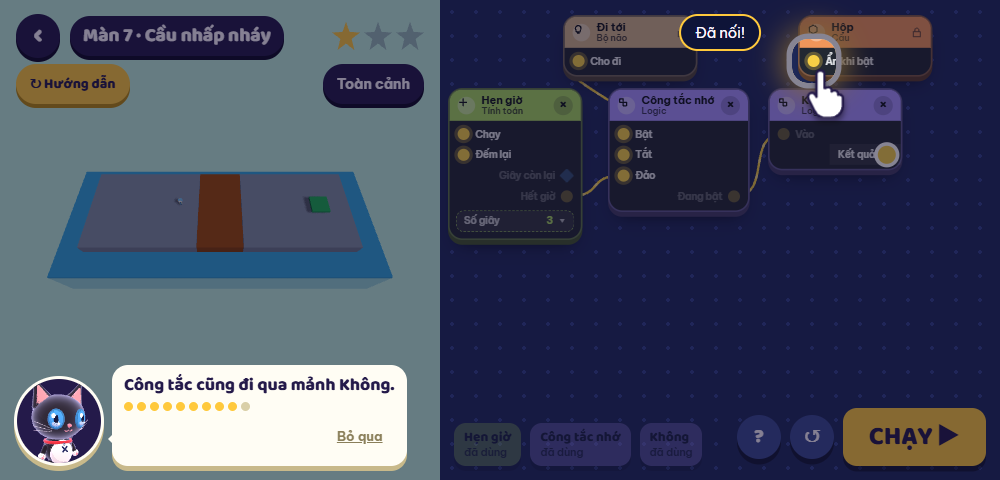 Màn 7 · Cầu nhấp nháy
Hướng dẫn
Toàn cảnh
Công tắc cũng đi qua mảnh Không.
Bỏ qua
Đi tới
Bộ não
Cho đi
Đã nối!
Hộp
Cầu
Ẩn khi bật
Hẹn giờ
Tính toán
Chạy
Đếm lại
Giây còn lại
Hết giờ
Số giây
3
Công tắc nhớ
Logic
Bật
Tắt
Đảo
Đang bật
Vào
Kết quả
Hẹn giờ
đã dùng
Công tắc nhớ
đã dùng
Không
đã dùng
?
CHẠY